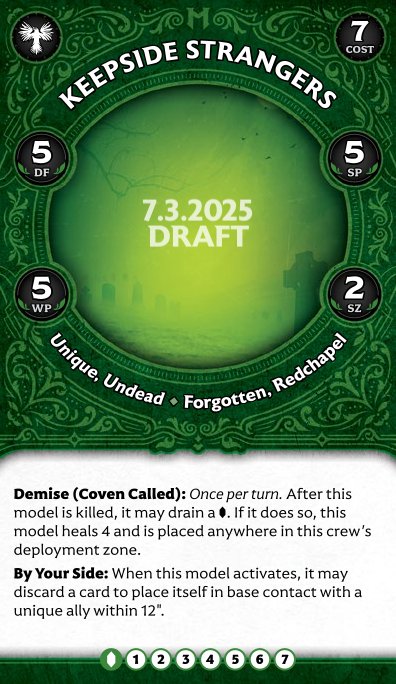 7
COST
KEEPSIDE STRANGERS
5
DF
5
SP
7.3.2025
DRAFT
5
WP
2
SZ
Unique, Undead ◆ Forgotten, Redchapel
Demise (Coven Called): Once per turn. After this
model is killed, it may drain a . If it does so, this
model heals 4 and is placed anywhere in this crew's
deployment zone.
By Your Side: When this model activates, it may
discard a card to place itself in base contact with a
unique ally within 12".
1 2 3 4 5 6 7